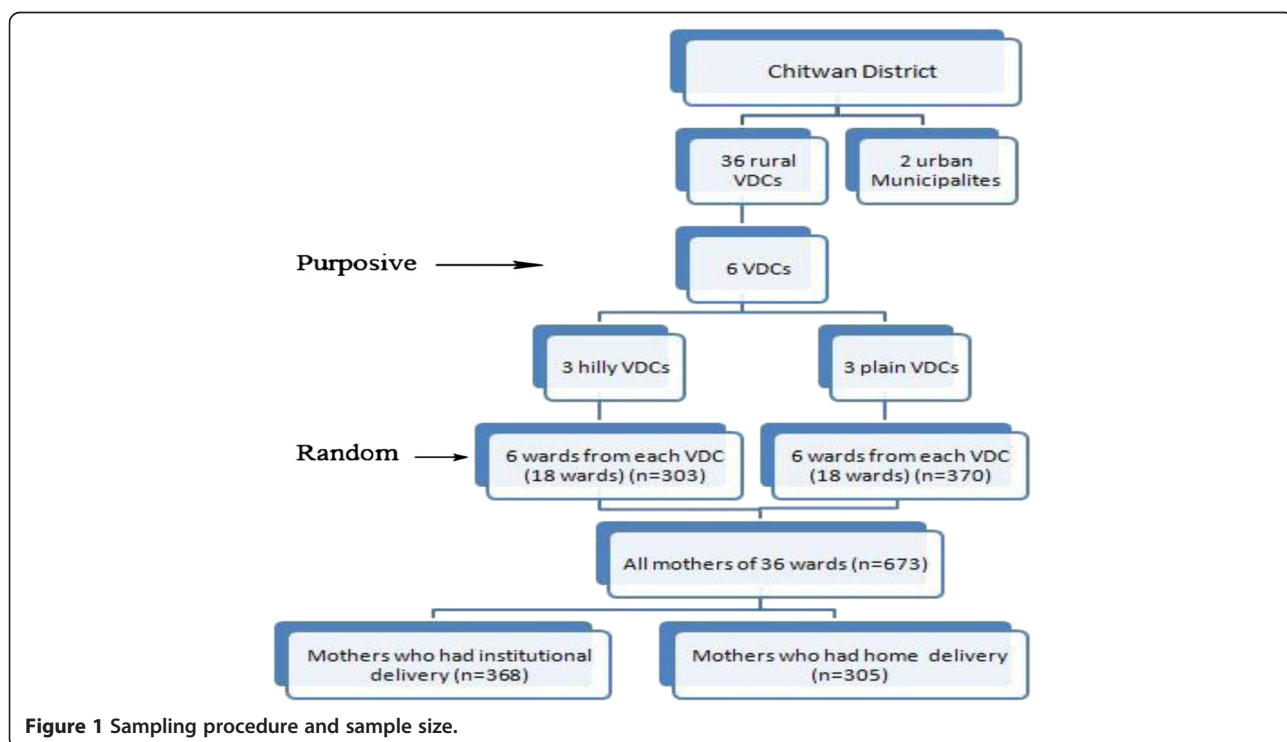 Chitwan District
36 rural
VDCs
2 urban
Municipalites
Purposive
6 VDCs
3 hilly VDCs
3 plain VDCs
Random
6 wards from each VDC
(18 wards) (n=303)
6 wards from each VDC
(18 wards) (n=370)
All mothers of 36 wards (n=673)
Mothers who had institutional
delivery (n=368)
Mothers who had home delivery
(n=305)
Figure 1 Sampling procedure and sample size.